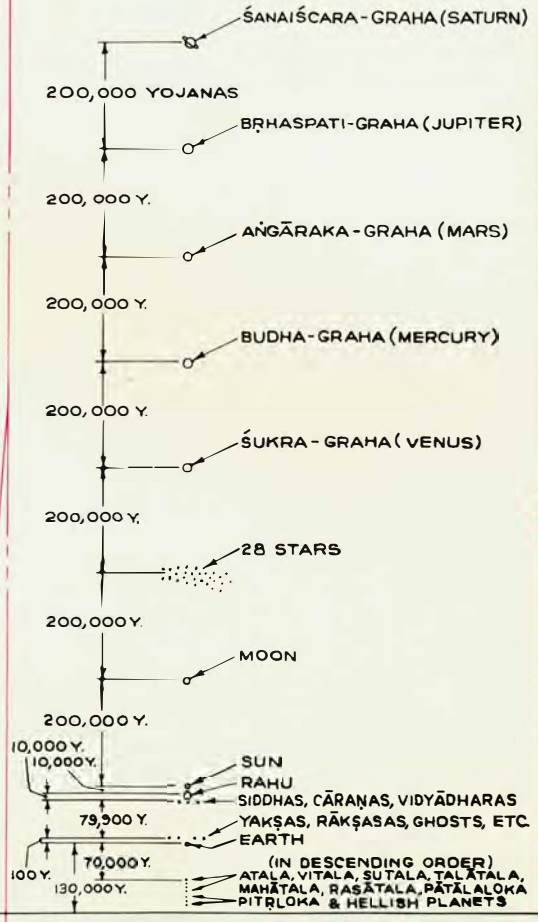 ŚANAIŚCARA-GRAHA (SATURN)
200,000 YOJANAS
BṚHASPATI-GRAHA (JUPITER)
200,000 Y.
AṄGĀRAKA-GRAHA (MARS)
200,000 Y.
BUDHA-GRAHA (MERCURY)
200,000 Y.
ŚUKRA-GRAHA (VENUS)
200,000 Y.
28 STARS
200,000 Y.
MOON
200,000 Y.
10,000 Y.
10,000 Y.
SUN
RAHU
SIDDHAS, CĀRAṆAS, VIDYĀDHARAS
79,900 Y.
YAKṢAS, RĀKṢASAS, GHOSTS, ETC.
EARTH
100 Y.
70,000 Y.
130,000 Y.
(IN DESCENDING ORDER)
ATALA, VITALA, SUTALA, TALĀTALA,
MAHĀTALA, RASĀTALA, PĀTĀLALOKA
PITṚLOKA & HELLISH PLANETS